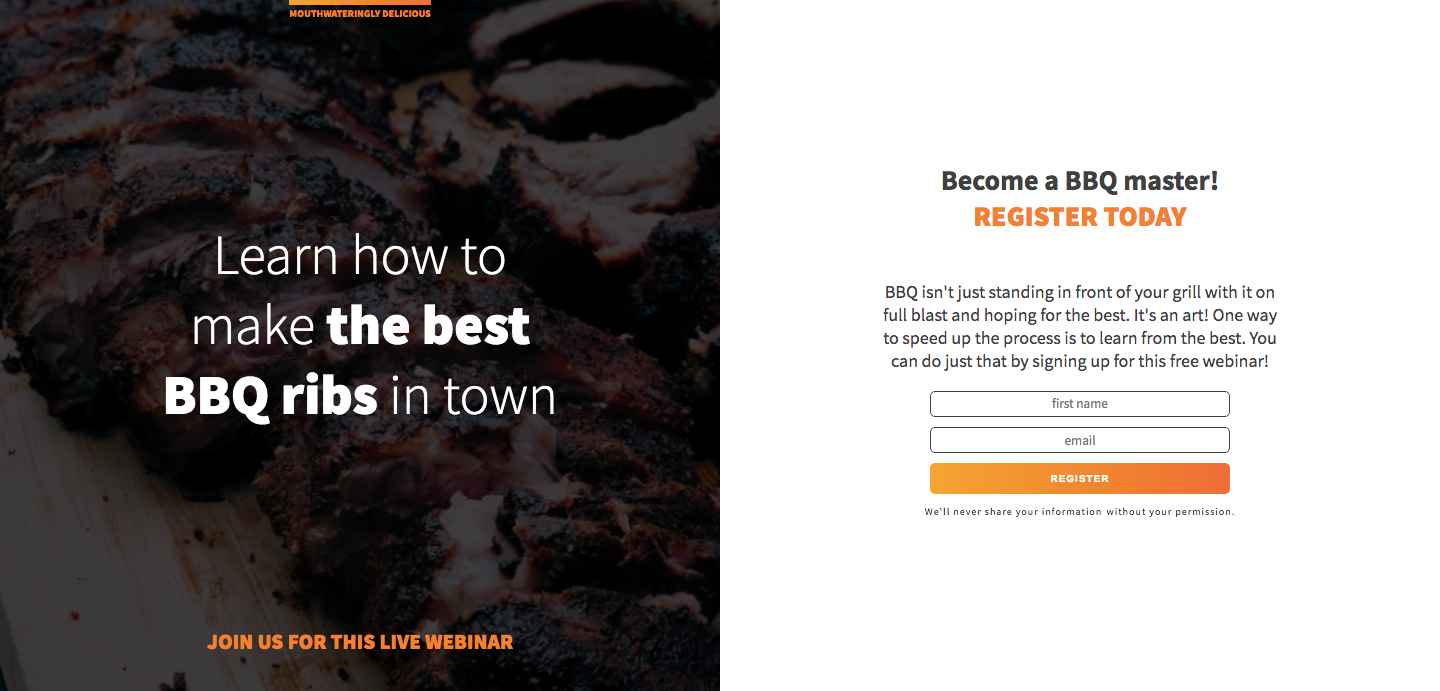 MOUTHWATERINGLY DELICIOUS
Learn how to
make the best
BBQ ribs in town
JOIN US FOR THIS LIVE WEBINAR
Become a BBQ master!
REGISTER TODAY
BBQ isn't just standing in front of your grill with it on
full blast and hoping for the best. It's an art! One way
to speed up the process is to learn from the best. You
can do just that by signing up for this free webinar!
first name
email
REGISTER
We'll never share your information without your permission.